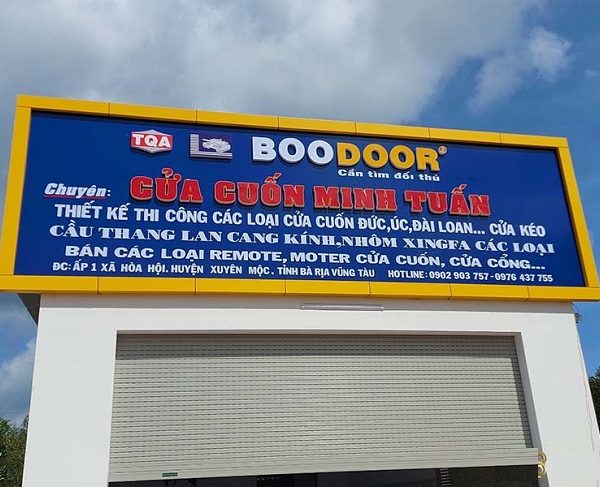 TQA
BOODOOR
Cần tìm đối thủ
Chuyên: CỬA CUỐN MINH TUẤN
THIẾT KẾ THI CÔNG CÁC LOẠI CỬA CUỐN ĐỨC,ÚC,ĐÀI LOAN... CỬA KÉO
CẦU THANG LAN CANG KÍNH,NHÔM XINGFA CÁC LOẠI
BÁN CÁC LOẠI REMOTE, MOTER CỬA CUỐN, CỬA CỔNG...
ĐC: ẤP 1 XÃ HÒA HỘI. HUYỆN XUYÊN MỘC . TỈNH BÀ RỊA VŨNG TÀU HOTLINE: 0902 903 757 - 0976 437 755